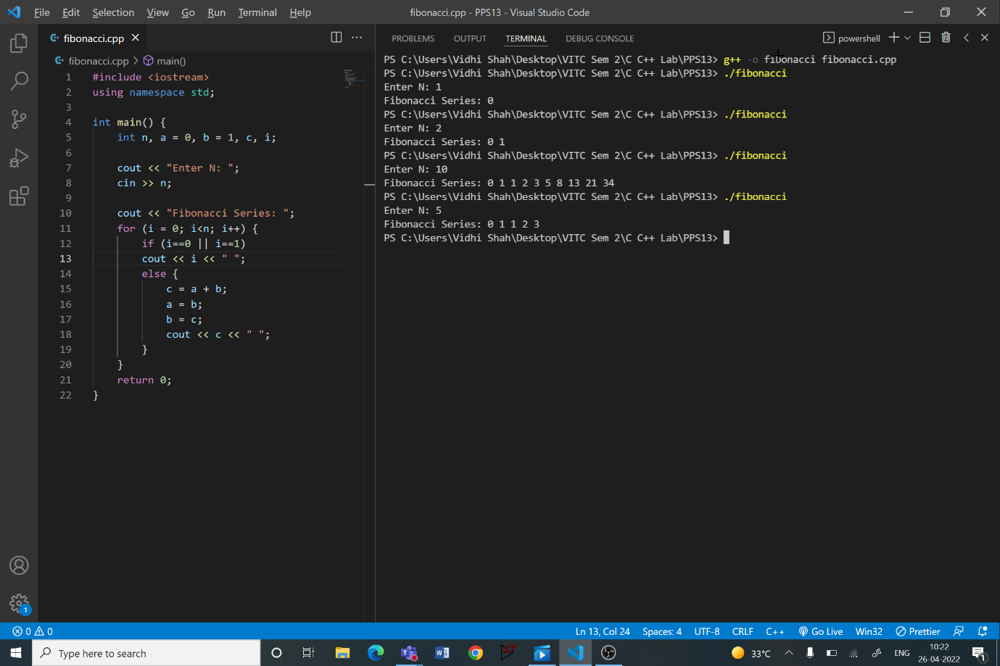 File Edit Selection View Go Run Terminal Help fibonacci.cpp - PPS13 - Visual Studio Code
fibonacci.cpp
fibonacci.cpp > main()
1 #include <iostream>
2 using namespace std;
3
4 int main() {
5 int n, a = 0, b = 1, c, i;
6
7 cout << "Enter N: ";
8 cin >> n;
9
10 cout << "Fibonacci Series: ";
11 for (i = 0; i<n; i++) {
12 if (i==0 || i==1)
13 cout << i << " ";
14 else {
15 c = a + b;
16 a = b;
17 b = c;
18 cout << c << " ";
19 }
20 }
21 return 0;
22 }
PROBLEMS OUTPUT TERMINAL DEBUG CONSOLE powershell
PS C:\Users\Vidhi Shah\Desktop\VITC Sem 2\C C++ Lab\PPS13> g++ -o fibonacci fibonacci.cpp
PS C:\Users\Vidhi Shah\Desktop\VITC Sem 2\C C++ Lab\PPS13> ./fibonacci
Enter N: 1
Fibonacci Series: 0
PS C:\Users\Vidhi Shah\Desktop\VITC Sem 2\C C++ Lab\PPS13> ./fibonacci
Enter N: 2
Fibonacci Series: 0 1
PS C:\Users\Vidhi Shah\Desktop\VITC Sem 2\C C++ Lab\PPS13> ./fibonacci
Enter N: 10
Fibonacci Series: 0 1 1 2 3 5 8 13 21 34
PS C:\Users\Vidhi Shah\Desktop\VITC Sem 2\C C++ Lab\PPS13> ./fibonacci
Enter N: 5
Fibonacci Series: 0 1 1 2 3
PS C:\Users\Vidhi Shah\Desktop\VITC Sem 2\C C++ Lab\PPS13>
1
0 0 Ln 13, Col 24 Spaces: 4 UTF-8 CRLF C++ Go Live Win32 Prettier
Type here to search 33°C ENG 10:22
26-04-2022 1